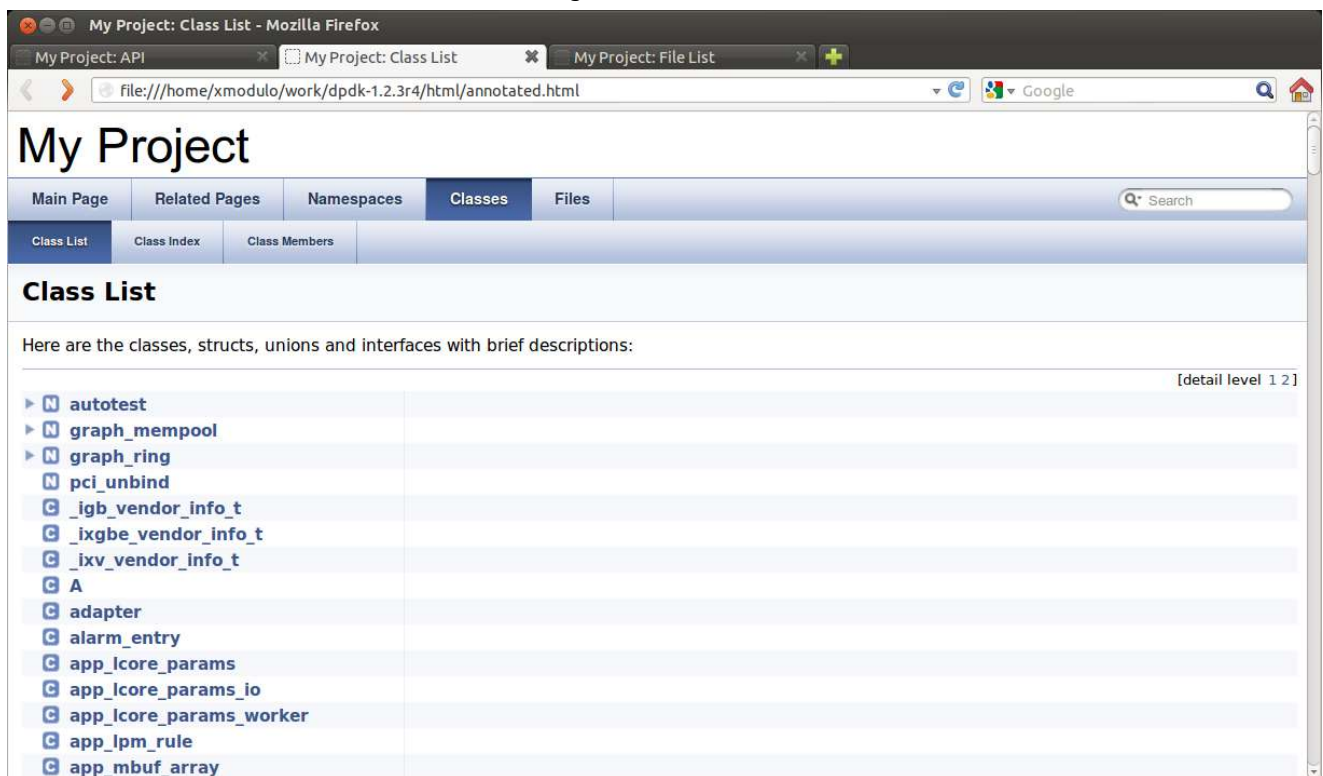 My Project: Class List - Mozilla Firefox
My Project: API My Project: Class List My Project: File List
file:///home/xmodulo/work/dpdk-1.2.3r4/html/annotated.html Google
My Project
Main Page Related Pages Namespaces Classes Files Search
Class List Class Index Class Members
Class List
Here are the classes, structs, unions and interfaces with brief descriptions:
[detail level 1 2]
N autotest
N graph_mempool
N graph_ring
N pci_unbind
C _igb_vendor_info_t
C _ixgbe_vendor_info_t
C _ixv_vendor_info_t
C A
C adapter
C alarm_entry
C app_lcore_params
C app_lcore_params_io
C app_lcore_params_worker
C app_lpm_rule
C app_mbuf_array